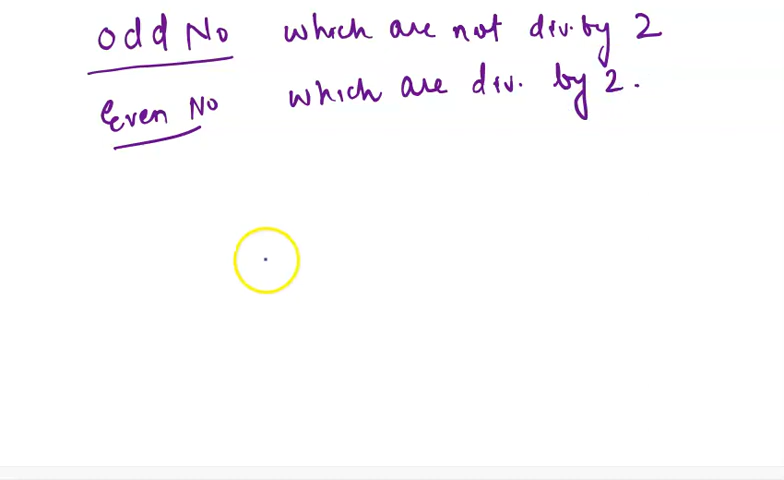 odd No which are not div. by 2
Even No which are div. by 2.